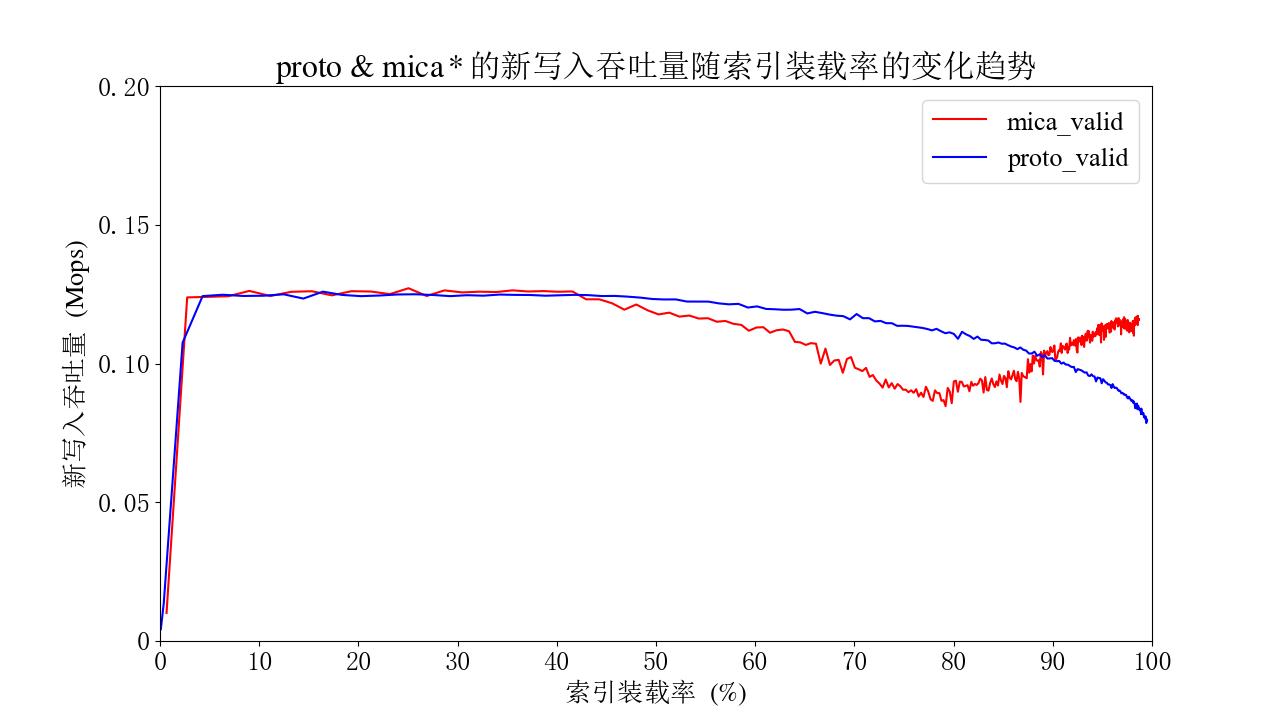 proto & mica * 的新写入吞吐量随索引装载率的变化趋势
mica_valid
proto_valid
新写入吞吐量 (Mops)
0.20
0.15
0.10
0.05
0
0 10 20 30 40 50 60 70 80 90 100
索引装载率 (%)